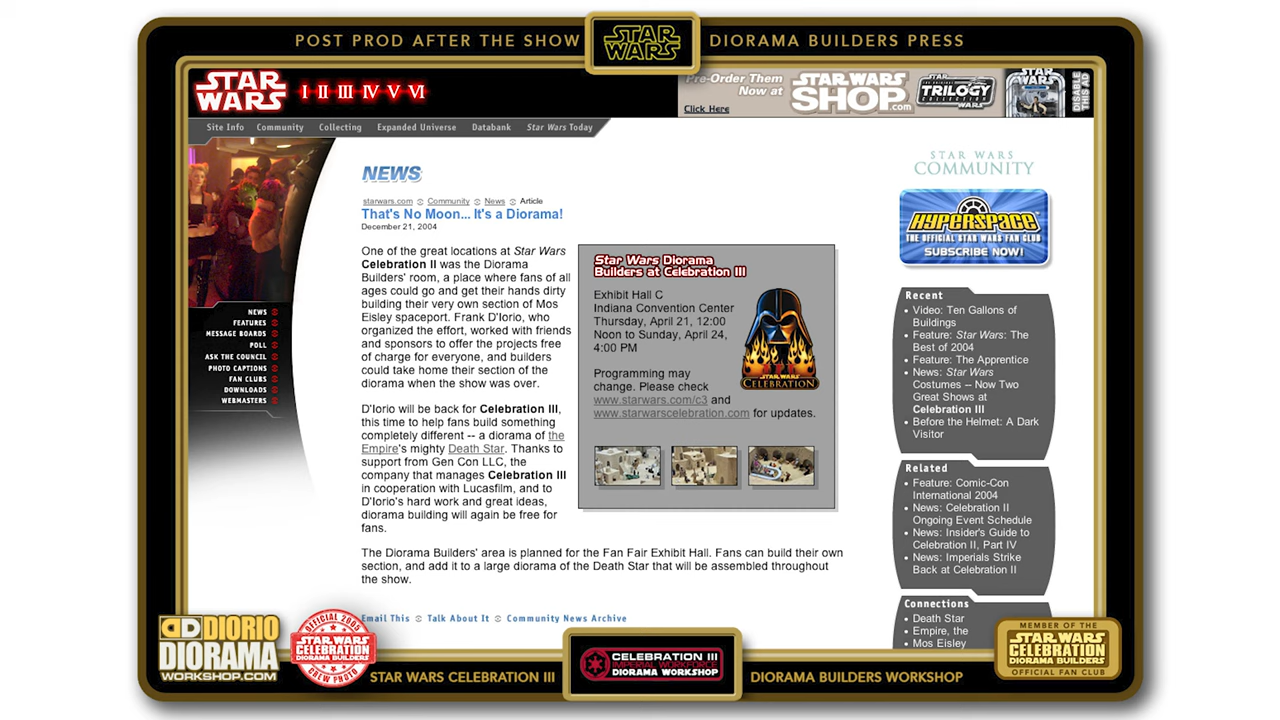 POST PROD AFTER THE SHOW
STAR WARS
DIORAMA BUILDERS PRESS
STAR WARS
I II III IV V VI
Pre-Order Them
Now at
Click Here
STAR WARS
SHOP.com
STAR WARS
TRILOGY
STAR WARS
DISABLE
THIS AD
Site Info Community Collecting Expanded Universe Databank Star Wars Today
NEWS
FEATURES
MESSAGE BOARDS
POLL
ASK THE COUNCIL
PHOTO CAPTIONS
FAN CLUBS
DOWNLOADS
WEBMASTERS
NEWS
starwars.com Community News Article
That's No Moon... It's a Diorama!
December 21, 2004
One of the great locations at Star Wars
Celebration II was the Diorama
Builders' room, a place where fans of all
ages could go and get their hands dirty
building their very own section of Mos
Eisley spaceport. Frank D'Iorio, who
organized the effort, worked with friends
and sponsors to offer the projects free
of charge for everyone, and builders
could take home their section of the
diorama when the show was over.
D'Iorio will be back for Celebration III,
this time to help fans build something
completely different -- a diorama of the
Empire's mighty Death Star. Thanks to
support from Gen Con LLC, the
company that manages Celebration III
in cooperation with Lucasfilm, and to
D'Iorio's hard work and great ideas,
diorama building will again be free for
fans.
The Diorama Builders' area is planned for the Fan Fair Exhibit Hall. Fans can build their own
section, and add it to a large diorama of the Death Star that will be assembled throughout
the show.
Email This Talk About It Community News Archive
Star Wars Diorama
Builders at Celebration III
Exhibit Hall C
Indiana Convention Center
Thursday, April 21, 12:00
Noon to Sunday, April 24,
4:00 PM
Programming may
change. Please check
www.starwars.com/c3 and
www.starwarscelebration.com for updates.
STAR WARS
CELEBRATION
STAR WARS
COMMUNITY
HYPERSPACE
THE OFFICIAL STAR WARS FAN CLUB
SUBSCRIBE NOW!
Recent
• Video: Ten Gallons of
Buildings
• Feature: Star Wars: The
Best of 2004
• Feature: The Apprentice
• News: Star Wars
Costumes -- Now Two
Great Shows at
Celebration III
• Before the Helmet: A Dark
Visitor
Related
• Feature: Comic-Con
International 2004
• News: Celebration II
Ongoing Event Schedule
• News: Insider's Guide to
Celebration II, Part IV
• News: Imperials Strike
Back at Celebration II
Connections
• Death Star
• Empire, the
• Mos Eisley
DIORIO
DIORAMA
WORKSHOP.COM
OFFICIAL 2005
STAR WARS
CELEBRATION
DIORAMA BUILDERS
CREW PHOTO
STAR WARS CELEBRATION III
CELEBRATION III
IMPERIAL WORKFORCE
DIORAMA WORKSHOP
DIORAMA BUILDERS WORKSHOP
MEMBER OF THE
STAR WARS
CELEBRATION
DIORAMA BUILDERS
OFFICIAL FAN CLUB